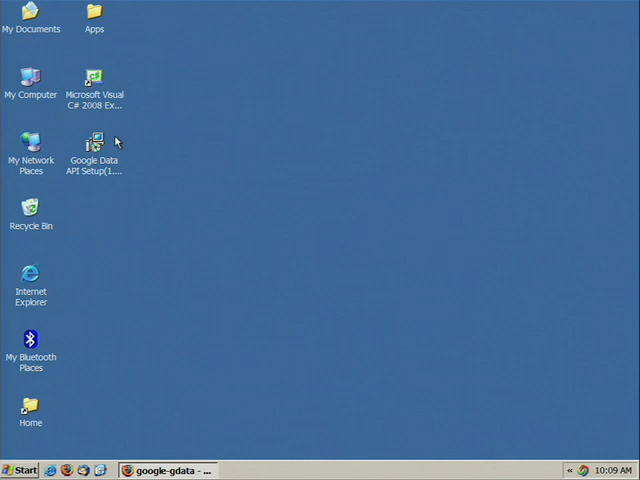 My Documents
Apps
My Computer
Microsoft Visual
C# 2008 Ex...
My Network
Places
Google Data
API Setup(1....
Recycle Bin
Internet
Explorer
My Bluetooth
Places
Home
Start
google-gdata - ...
«
10:09 AM